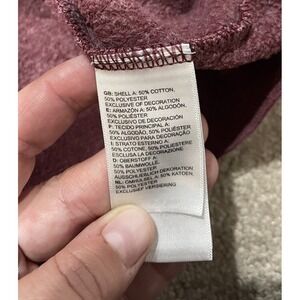 GB: SHELL A: 50% COTTON,
50% POLYESTER
EXCLUSIVE OF DECORATION
E: ARMAZÓN A: 50% ALGODÓN,
50% POLYESTER
EXCLUSIVO DE DECORACIÓN
P: TECIDO PRINCIPAL A:
50% ALGODÃO, 50% POLIÉSTER
EXCLUSIVO PARA DECORAÇÃO
I: STRATO ESTERNO A:
50% COTONE, 50% POLIESTERE
ESCLUSA LA DECORAZIONE
D: OBERSTOFF A:
50% BAUMWOLLE,
50% POLYESTER
AUSSCHLIEßLICH DEKORATION
NL: OMHULSEL A: 50% KATOEN,
50% POLYESTER
EXCLUSIEF VERSIERING